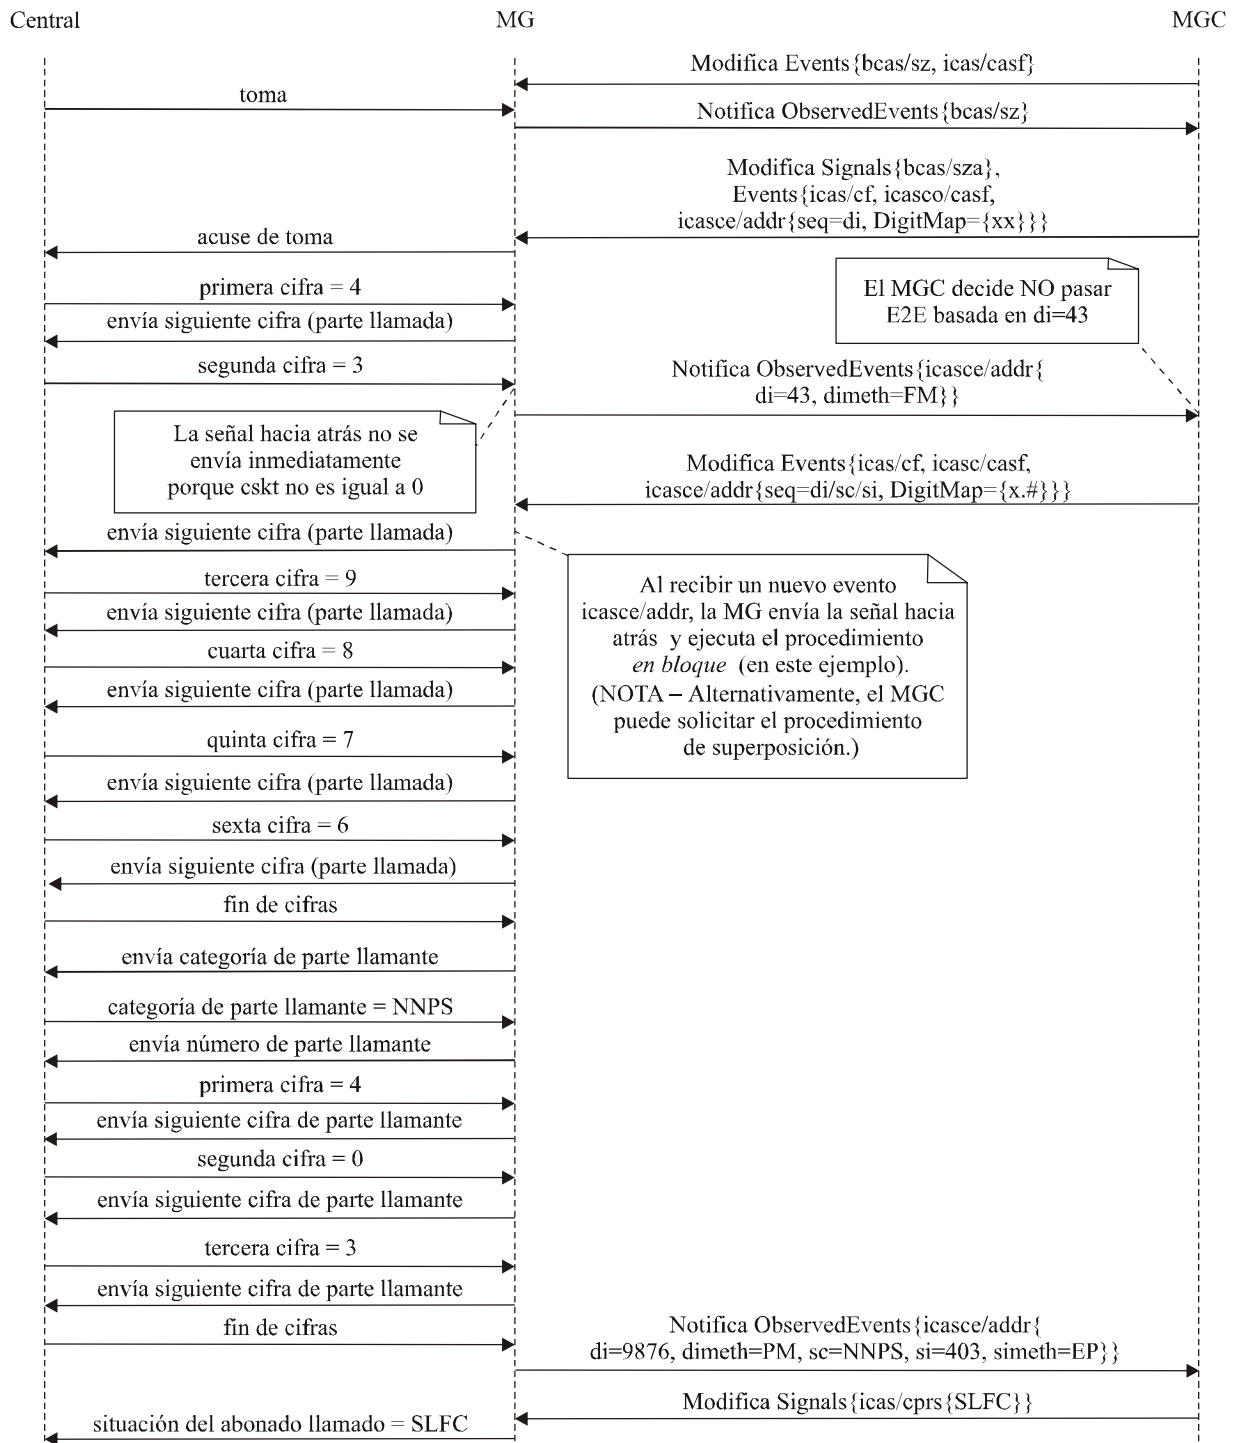 Central
MG
MGC
Modifica Events{bcas/sz, icas/casf}
toma
Notifica ObservedEvents{bcas/sz}
Modifica Signals{bcas/sza},
Events{icas/cf, icasco/casf,
icasce/addr{seq=di, DigitMap={xx}}}
acuse de toma
primera cifra = 4
El MGC decide NO pasar
E2E basada en di=43
envía siguiente cifra (parte llamada)
segunda cifra = 3
Notifica ObservedEvents{icasce/addr{
di=43, dimeth=FM}}
La señal hacia atrás no se
envía inmediatamente
porque cskt no es igual a 0
Modifica Events{icas/cf, icasc/casf,
icasce/addr{seq=di/sc/si, DigitMap={x.#}}}
envía siguiente cifra (parte llamada)
Al recibir un nuevo evento
icasce/addr, la MG envía la señal hacia
atrás y ejecuta el procedimiento
en bloque (en este ejemplo).
(NOTA – Alternativamente, el MGC
puede solicitar el procedimiento
de superposición.)
tercera cifra = 9
envía siguiente cifra (parte llamada)
cuarta cifra = 8
envía siguiente cifra (parte llamada)
quinta cifra = 7
envía siguiente cifra (parte llamada)
sexta cifra = 6
envía siguiente cifra (parte llamada)
fin de cifras
envía categoría de parte llamante
categoría de parte llamante = NNPS
envía número de parte llamante
primera cifra = 4
envía siguiente cifra de parte llamante
segunda cifra = 0
envía siguiente cifra de parte llamante
tercera cifra = 3
envía siguiente cifra de parte llamante
fin de cifras
Notifica ObservedEvents{icasce/addr{
di=9876, dimeth=PM, sc=NNPS, si=403, simeth=EP}}
Modifica Signals{icas/cprs{SLFC}}
situación del abonado llamado = SLFC